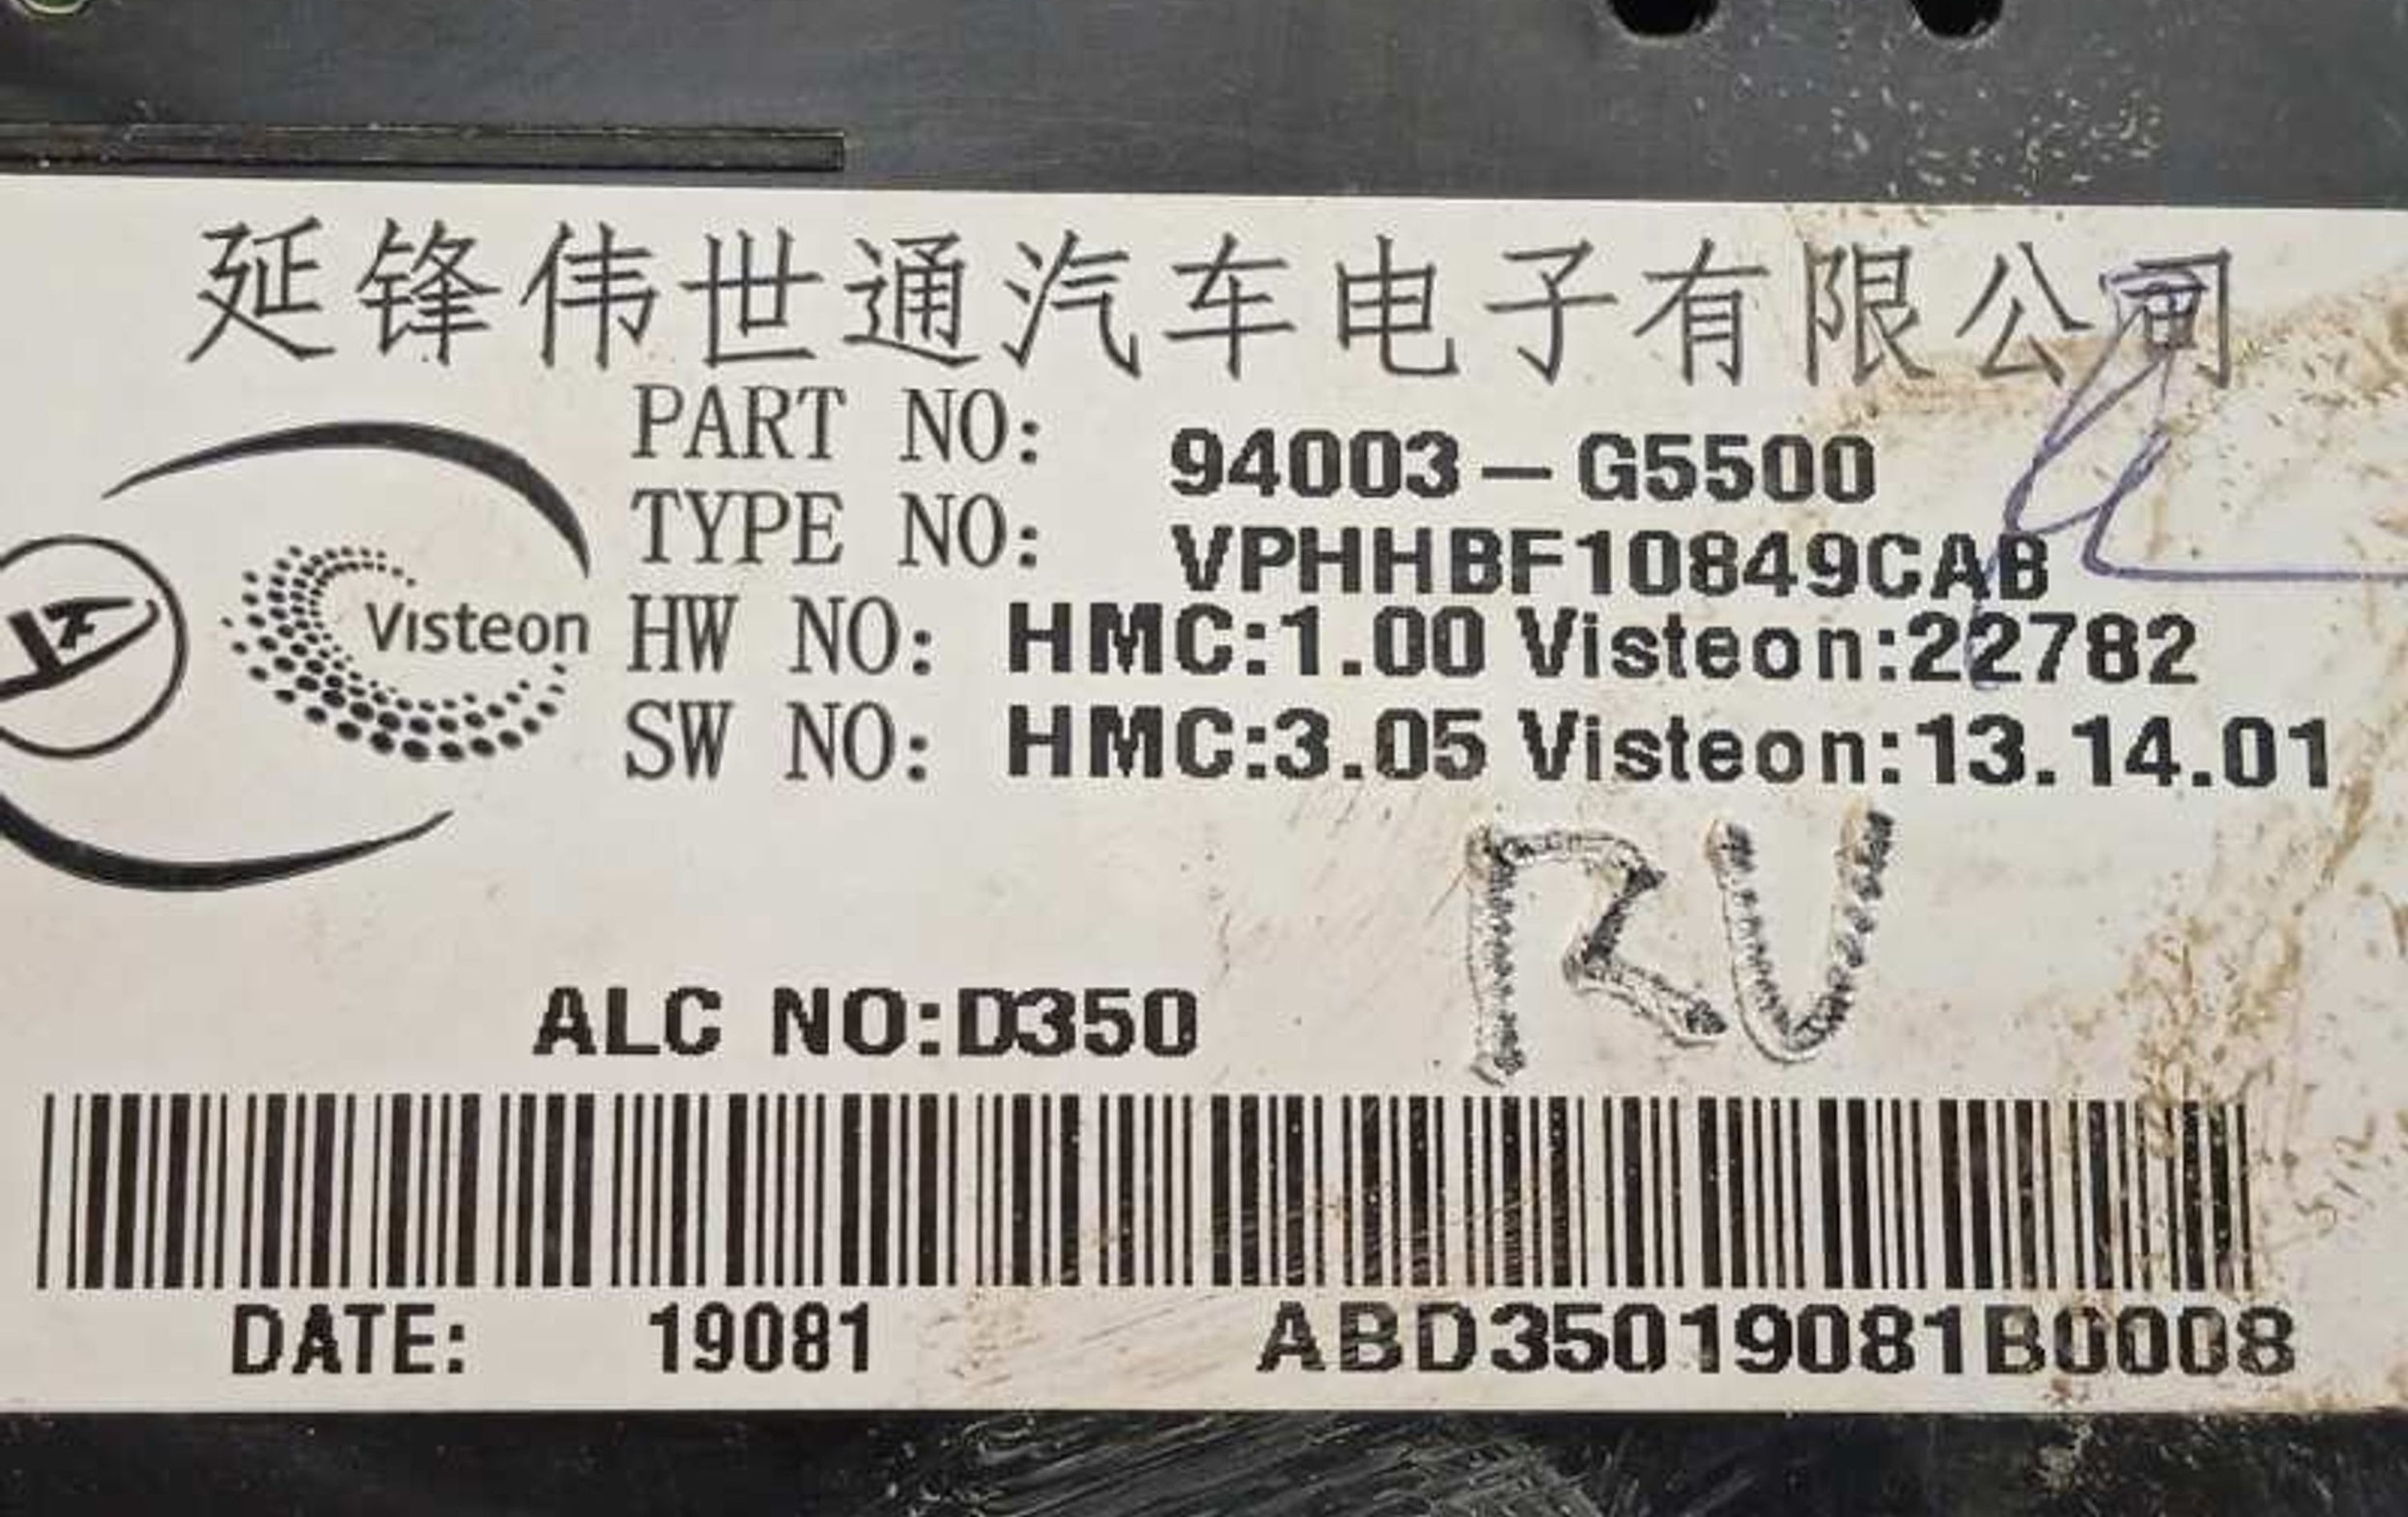 延锋伟世通汽车电子有限公司
PART NO: 94003-G5500
TYPE NO: VPHHBF10849CAB
YF Visteon
HW NO: HMC:1.00 Visteon:22782
SW NO: HMC:3.05 Visteon:13.14.01
RU
ALC NO:D350
DATE: 19081 ABD35019081B0008